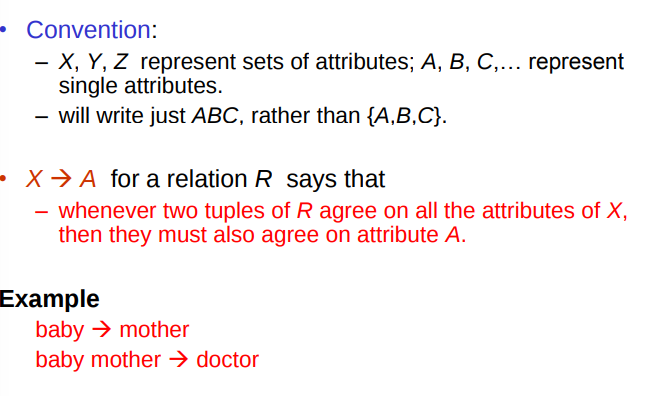 • Convention:
– X, Y, Z represent sets of attributes; A, B, C,… represent
single attributes.
– will write just ABC, rather than {A,B,C}.
• X → A for a relation R says that
– whenever two tuples of R agree on all the attributes of X,
then they must also agree on attribute A.
Example
baby → mother
baby mother → doctor